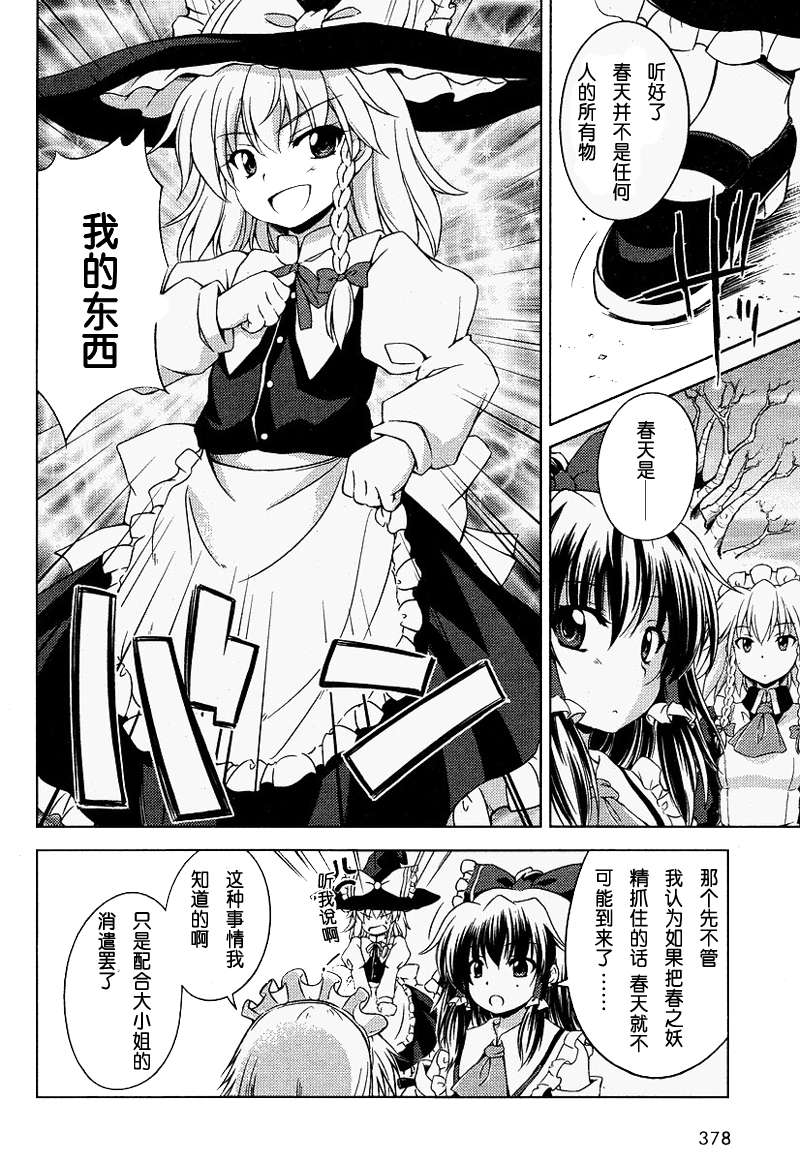 听好了
春天并不是任何
人的所有物
春天是——
我的东西
バーン
那个先不管
我认为如果把春之妖
精抓住的话 春天就不
可能到来了……
听我说啊
这种事情我
知道的啊
只是配合大小姐的
消遣罢了
378